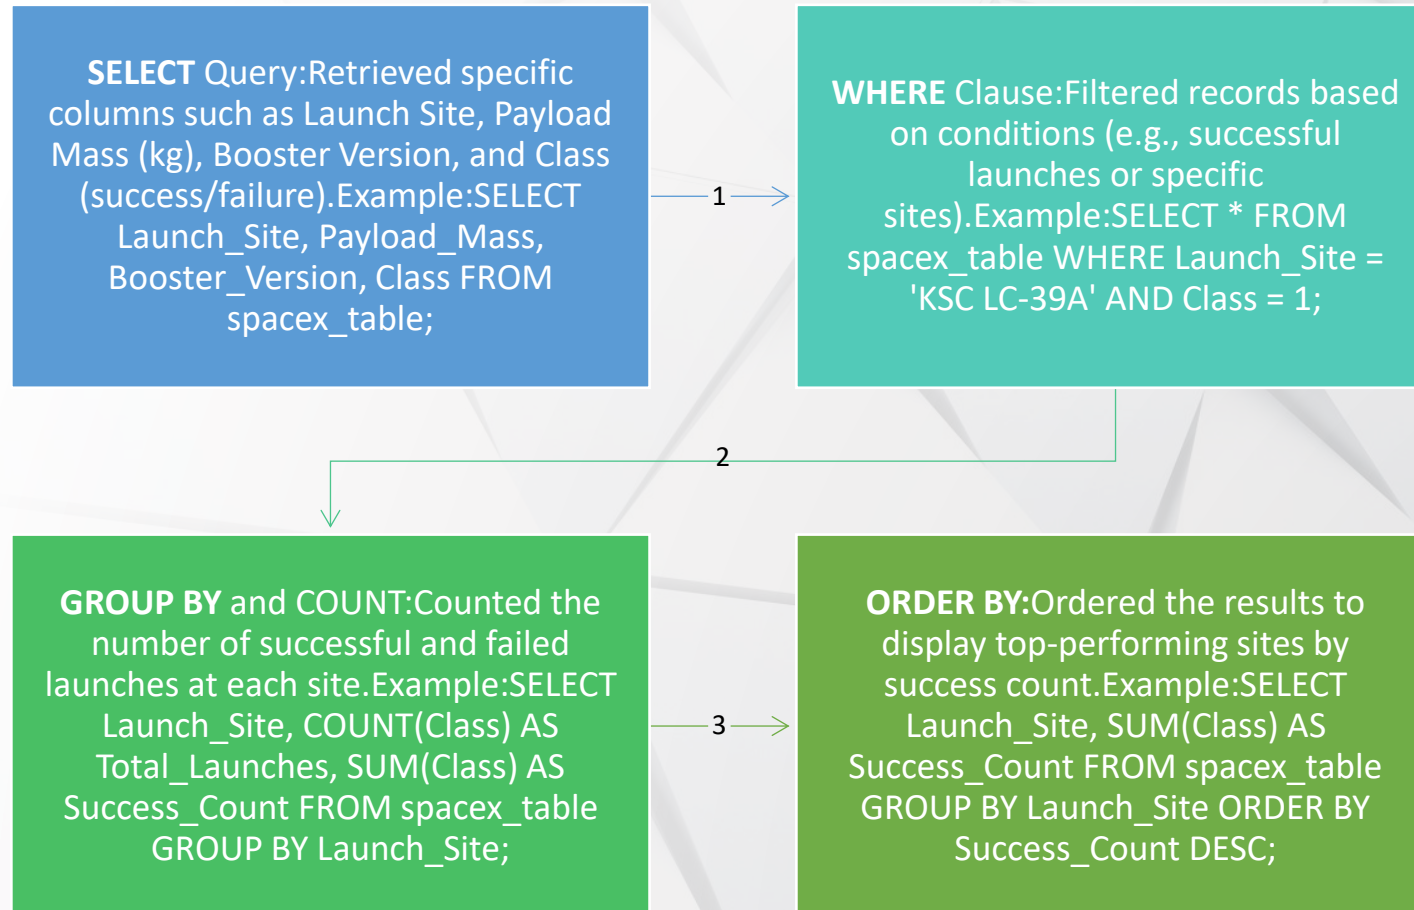 SELECT Query:Retrieved specific
columns such as Launch Site, Payload
Mass (kg), Booster Version, and Class
(success/failure).Example:SELECT
Launch_Site, Payload_Mass,
Booster_Version, Class FROM
spacex_table;
1
WHERE Clause:Filtered records based
on conditions (e.g., successful
launches or specific
sites).Example:SELECT * FROM
spacex_table WHERE Launch_Site =
'KSC LC-39A' AND Class = 1;
2
GROUP BY and COUNT:Counted the
number of successful and failed
launches at each site.Example:SELECT
Launch_Site, COUNT(Class) AS
Total_Launches, SUM(Class) AS
Success_Count FROM spacex_table
GROUP BY Launch_Site;
3
ORDER BY:Ordered the results to
display top-performing sites by
success count.Example:SELECT
Launch_Site, SUM(Class) AS
Success_Count FROM spacex_table
GROUP BY Launch_Site ORDER BY
Success_Count DESC;